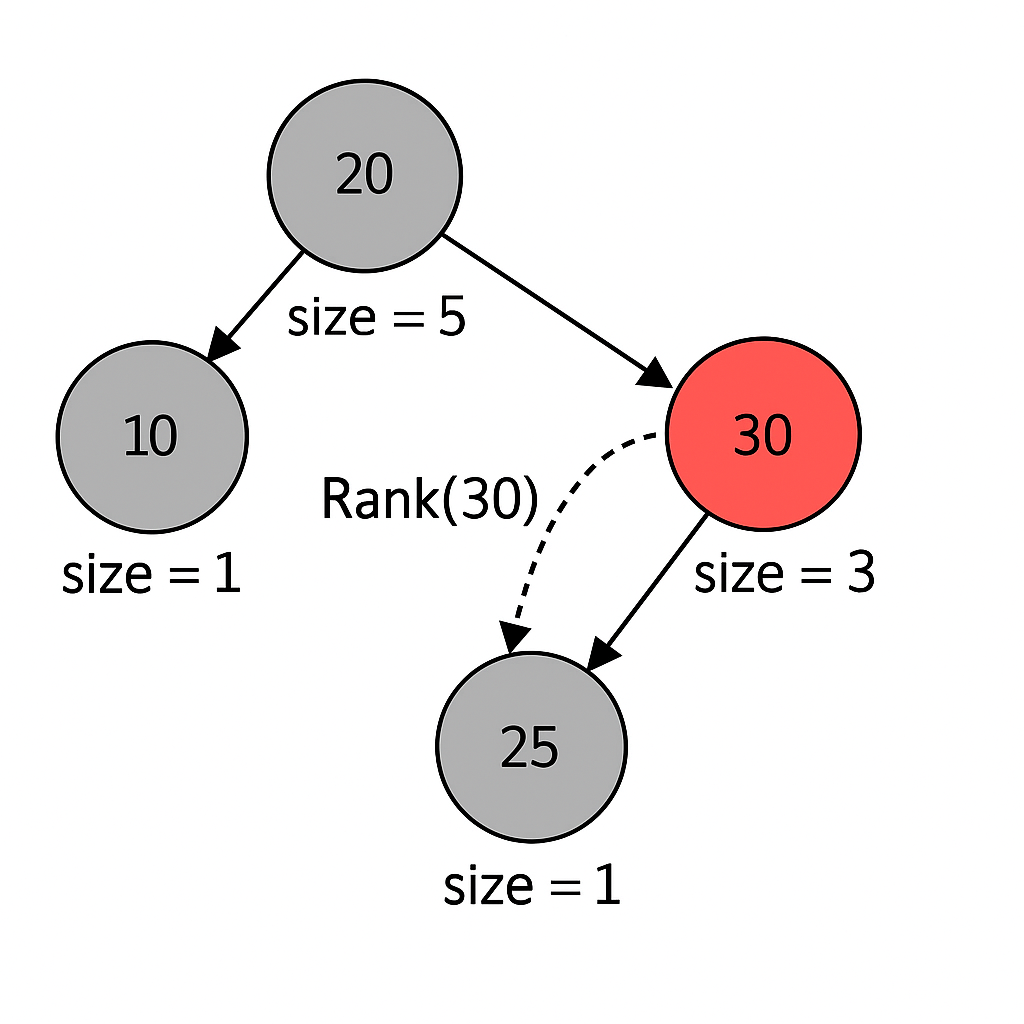 20
size = 5
10
30
Rank(30)
size = 1
size = 3
25
size = 1